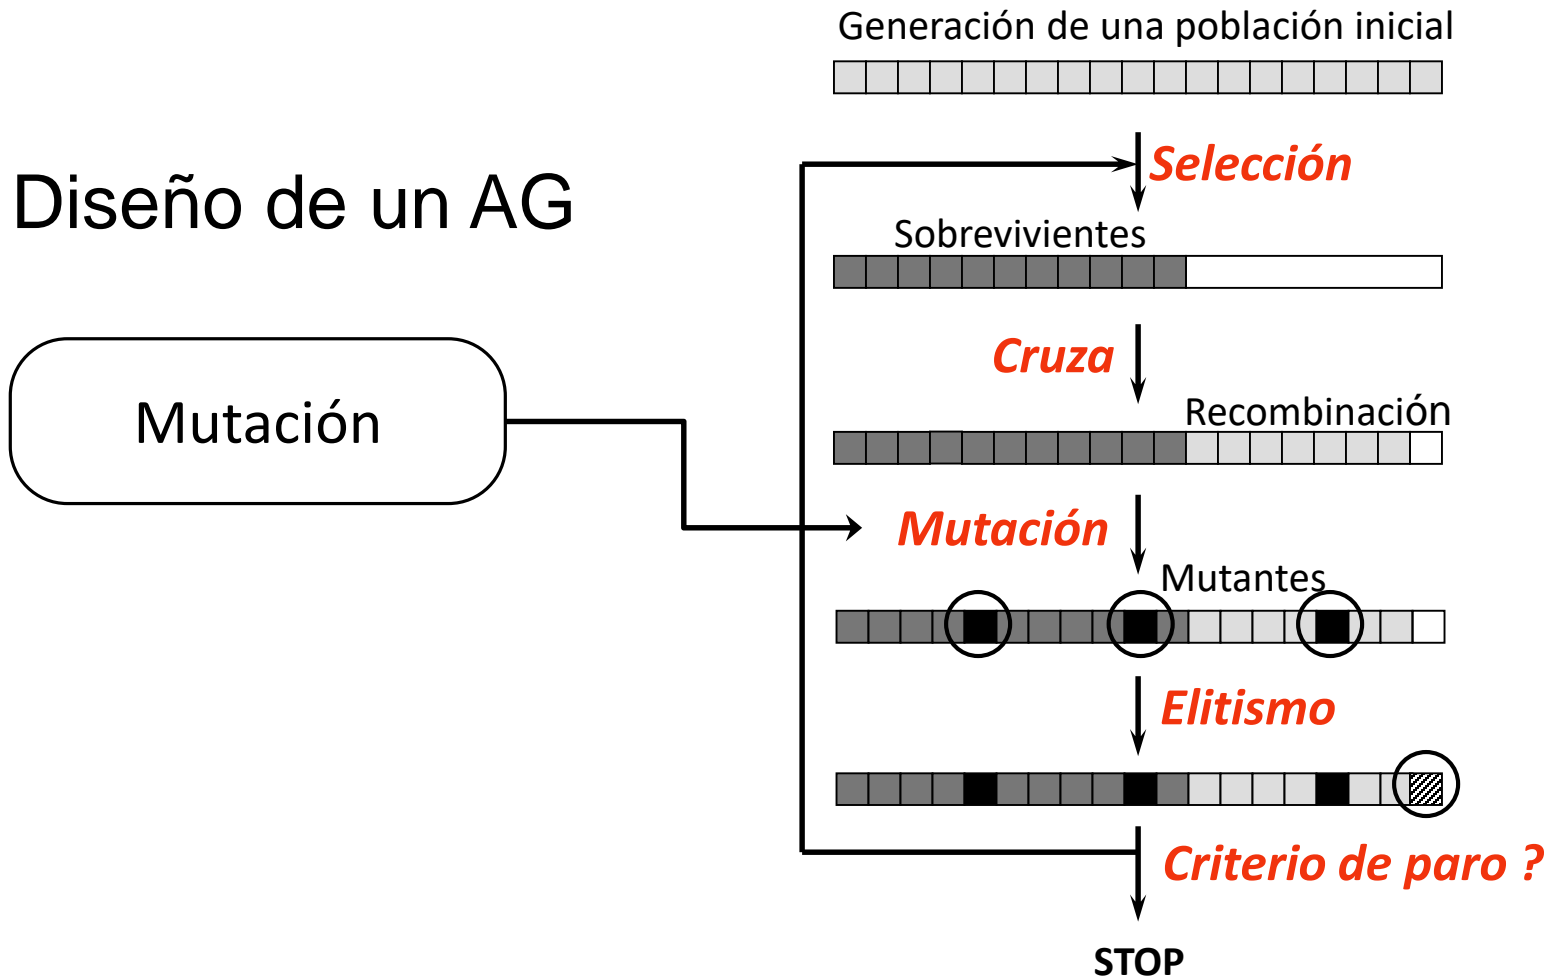 Generación de una población inicial
Selección
Diseño de un AG
Sobrevivientes
Cruza
Mutación
Recombinación
Mutación
Mutantes
Elitismo
Criterio de paro ?
STOP